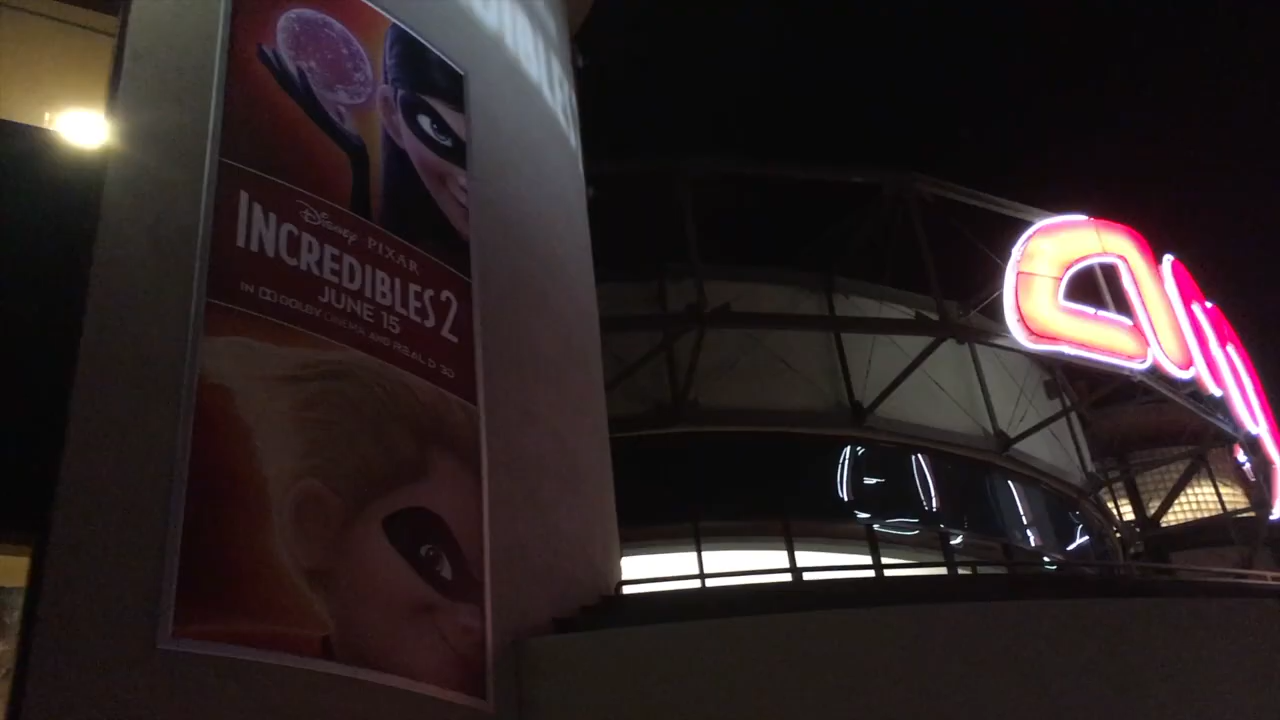 Disney PIXAR
INCREDIBLES 2
JUNE 15
IN DOLBY CINEMA AND REAL D 3D